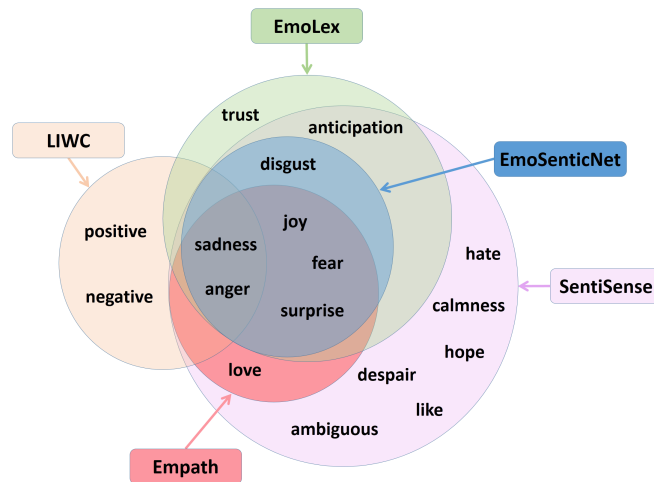 EmoLex
trust
anticipation
LIWC
disgust
EmoSenticNet
positive
joy
sadness
hate
fear
anger
negative
SentiSense
calmness
surprise
hope
love
despair
like
ambiguous
Empath